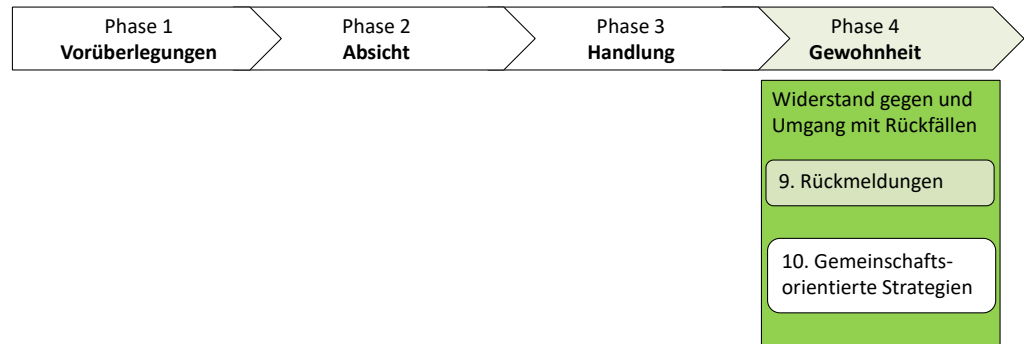 Phase 1
Vorüberlegungen
Phase 2
Absicht
Phase 3
Handlung
Phase 4
Gewohnheit
Widerstand gegen und
Umgang mit Rückfällen
9. Rückmeldungen
10. Gemeinschafts-
orientierte Strategien